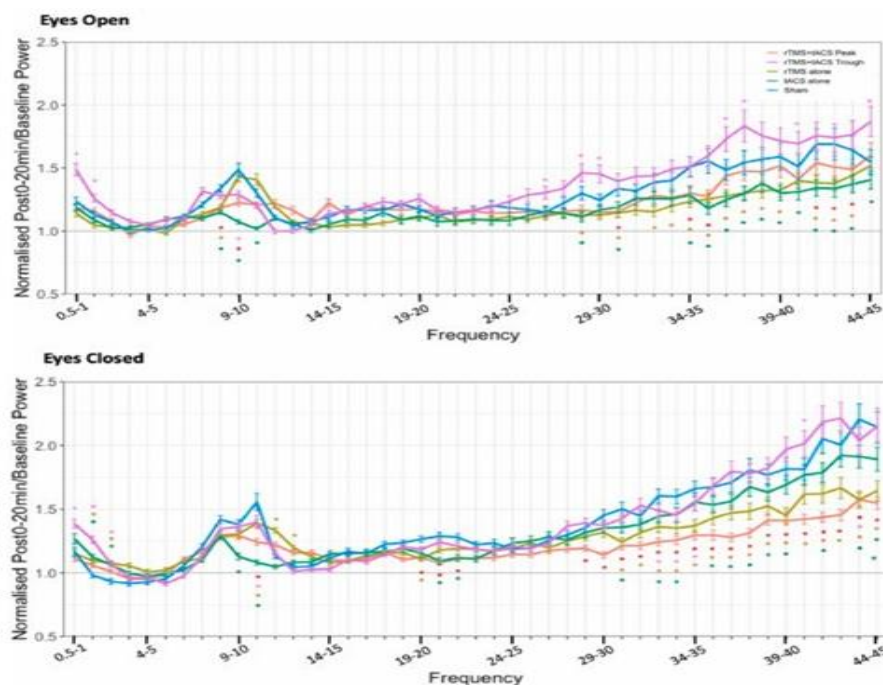 Eyes Open
Normalised Post0-20min/Baseline Power
2.5
2.0
1.5
1.0
0.5
rTMS+tACS Peak
rTMS+tACS Trough
rTMS alone
tACS alone
Sham
0.5-1
4-5
9-10
14-15
19-20
24-25
29-30
34-35
39-40
44-45
Frequency
Eyes Closed
Normalised Post0-20min/Baseline Power
2.5
2.0
1.5
1.0
0.5
0.5-1
4-5
9-10
14-15
19-20
24-25
29-30
34-35
39-40
44-45
Frequency